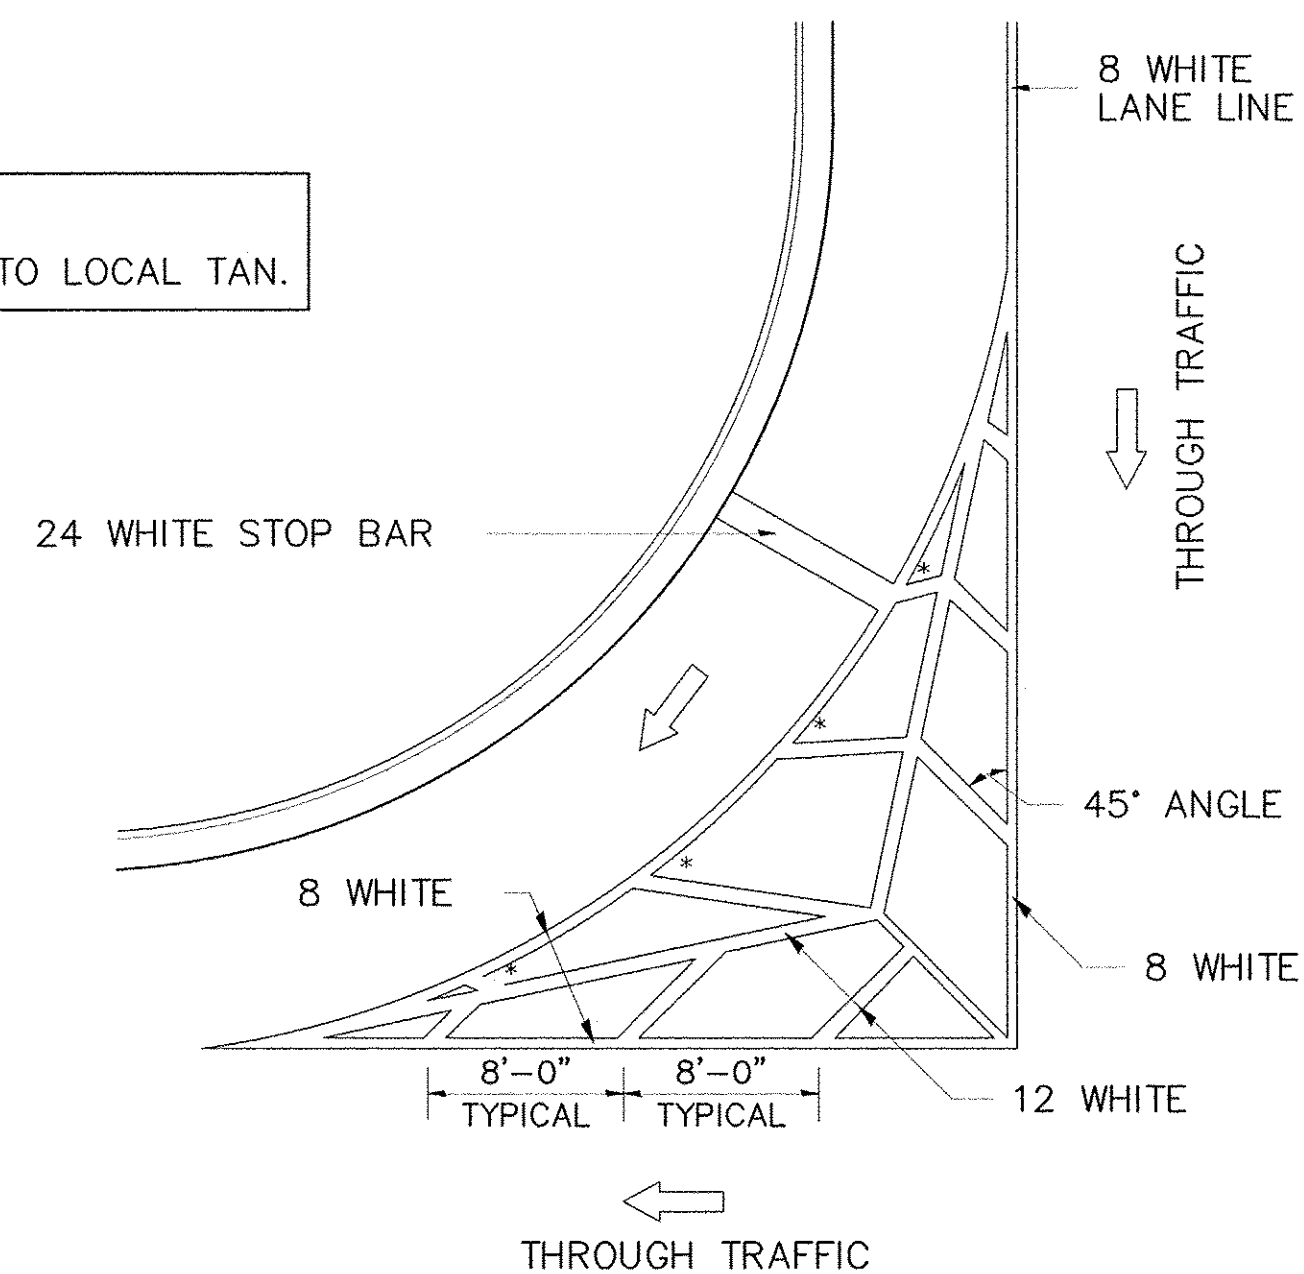 8 WHITE
LANE LINE
TO LOCAL TAN.
THROUGH TRAFFIC
24 WHITE STOP BAR
*
*
45° ANGLE
*
8 WHITE
8 WHITE
*
8'-0" 8'-0"
TYPICAL TYPICAL
12 WHITE
THROUGH TRAFFIC